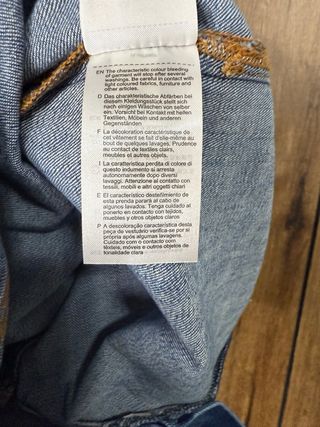 EN The characteristic colour bleeding
of garment will stop after several
washings. Be careful in contact with
light coloured fabrics, furniture and
other articles.
D Das charakteristische Abfärben bei
diesem Kleidungsstück stellt sich
nach einigen Wäschen von selber
ein. Vorsicht bei Kontakt mit hellen
Textilien, Möbeln und anderen
Gegenständen.
F La décoloration caractéristique de
cet vêtement se fait d'elle-même au
bout de quelques lavages. Prudence
au contact de textiles clairs,
meubles et autres objets.
I La caratteristica perdita di colore di
questo indumento si arresta
autonomamente dopo diversi
lavaggi. Attenzione al contatto con
tessili, mobili e altri oggetti chiari
E El característico desteñimiento de
esta prenda parará al cabo de
algunos lavados: Tenga cuidado al
ponerlo en contacto con tejidos,
muebles y otros objetos claros
P A descoloração característica desta
peça de vestuário verifica-se por si
própria após algumas lavagens.
Cuidado com o contacto com
têxteis, móveis e outros objetos de
tonalidade clara